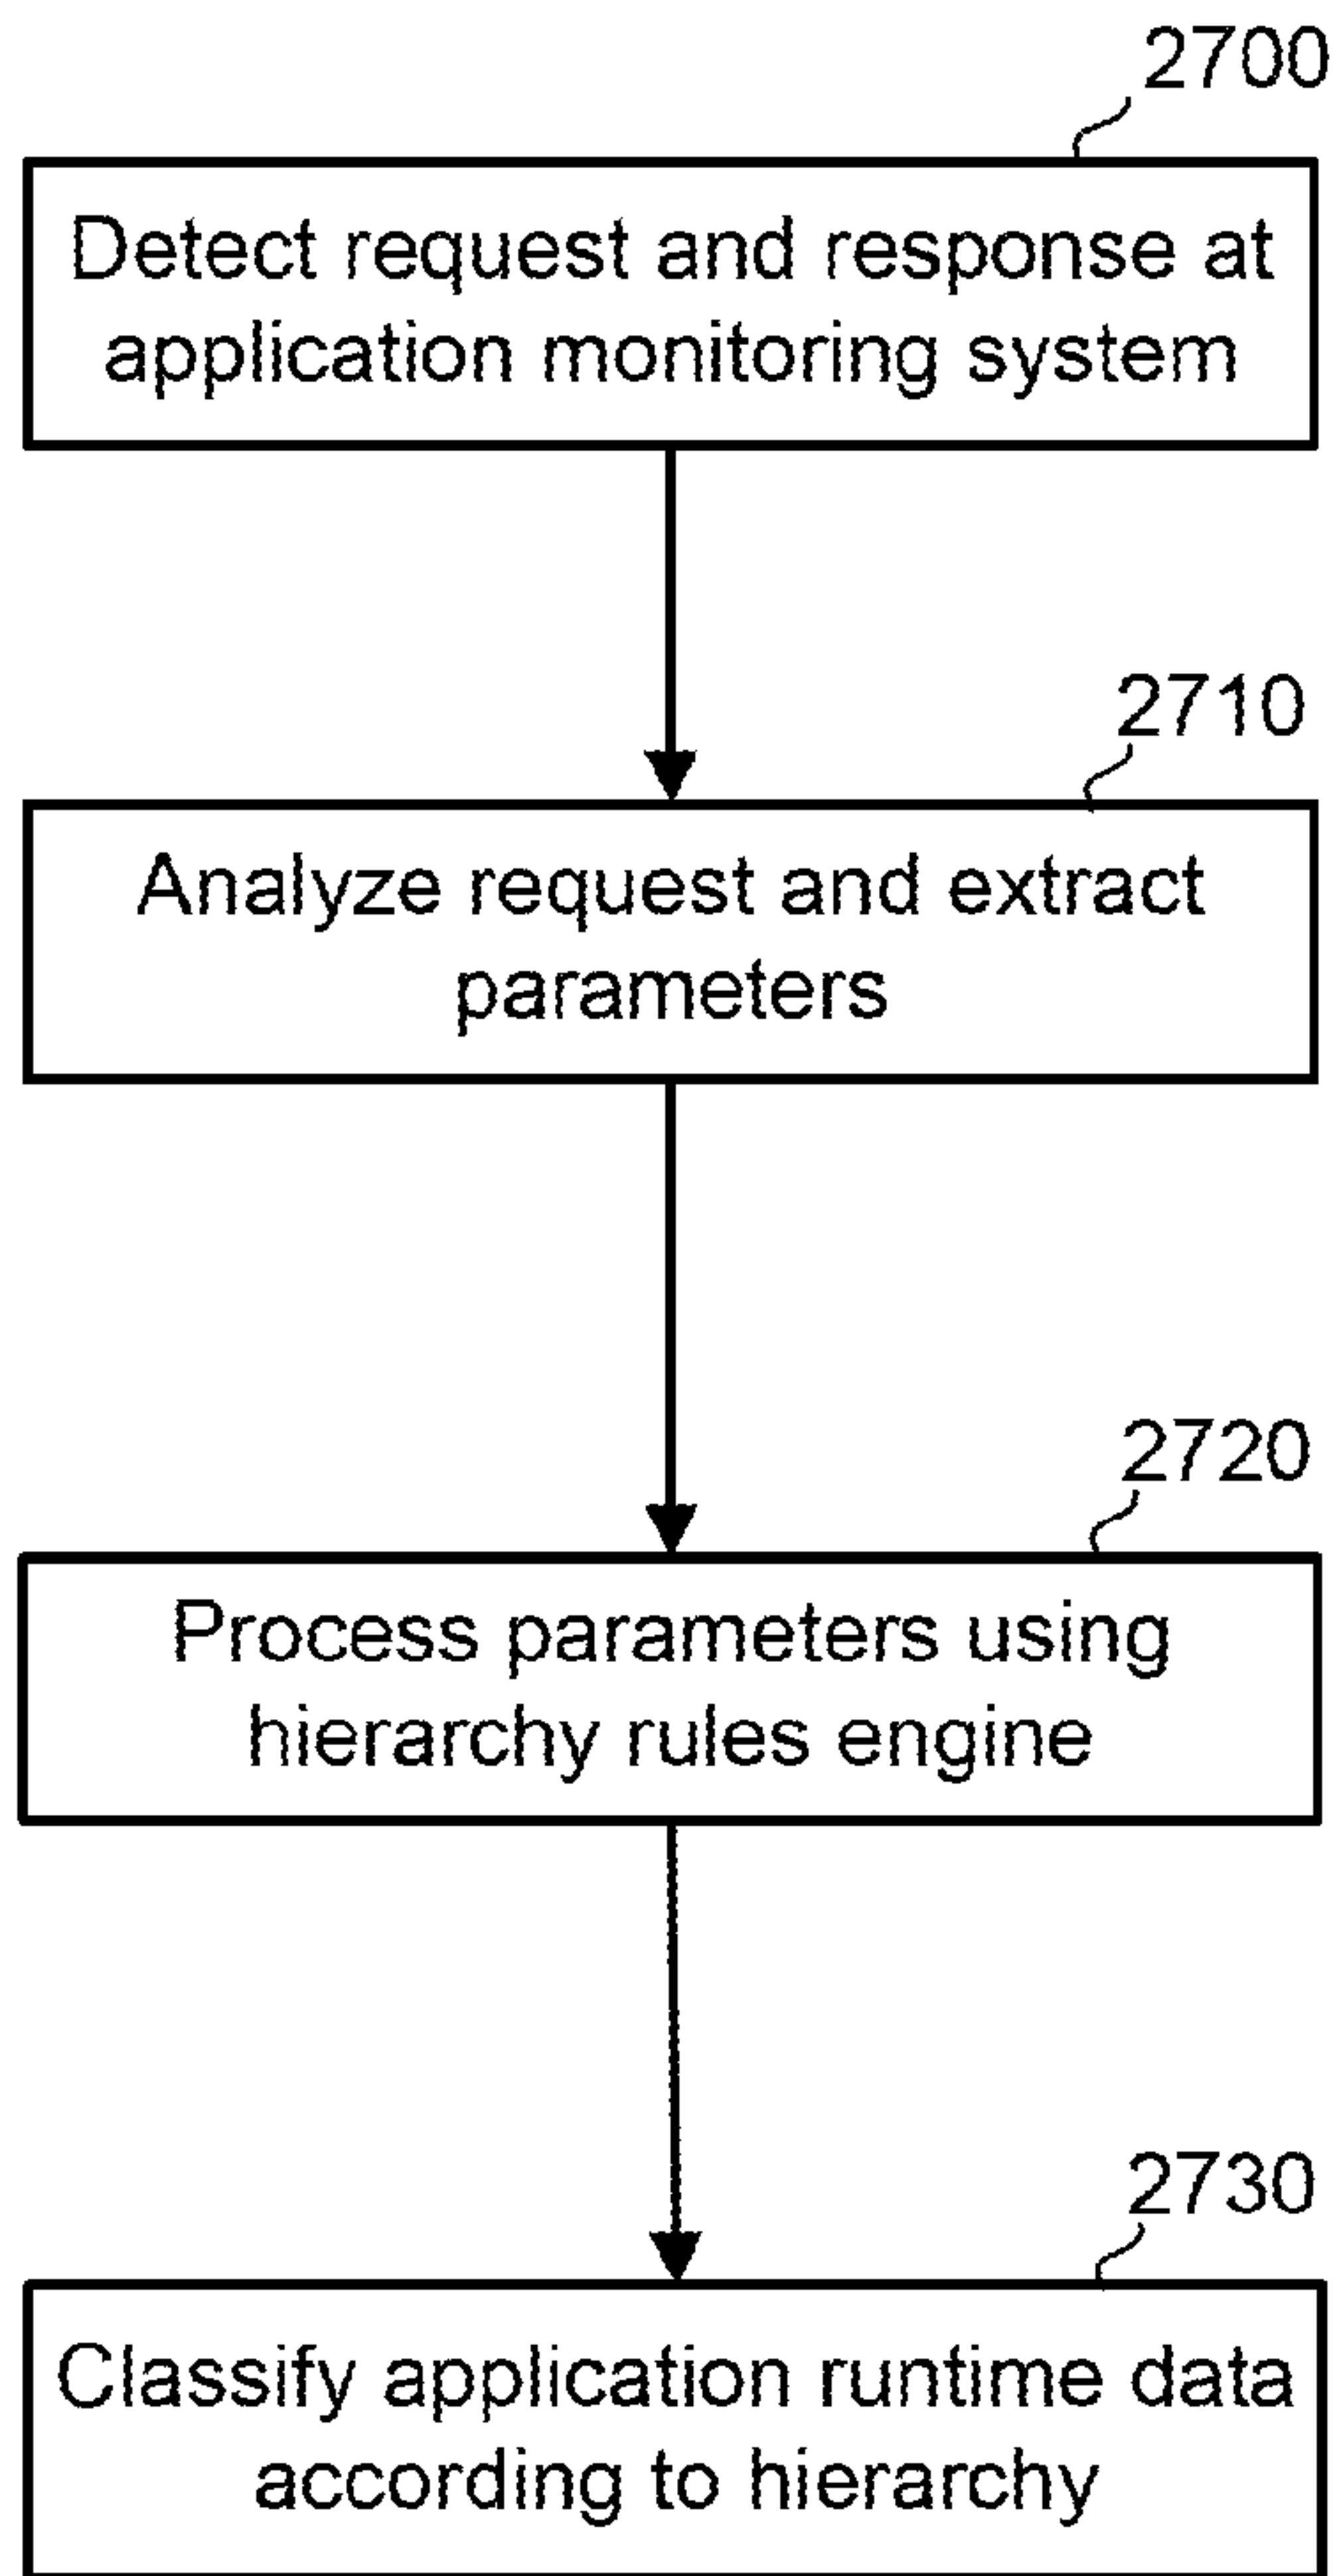 2700
Detect request and response at
application monitoring system
2710
Analyze request and extract
parameters
2720
Process parameters using
hierarchy rules engine
2730
Classify application runtime data
according to hierarchy